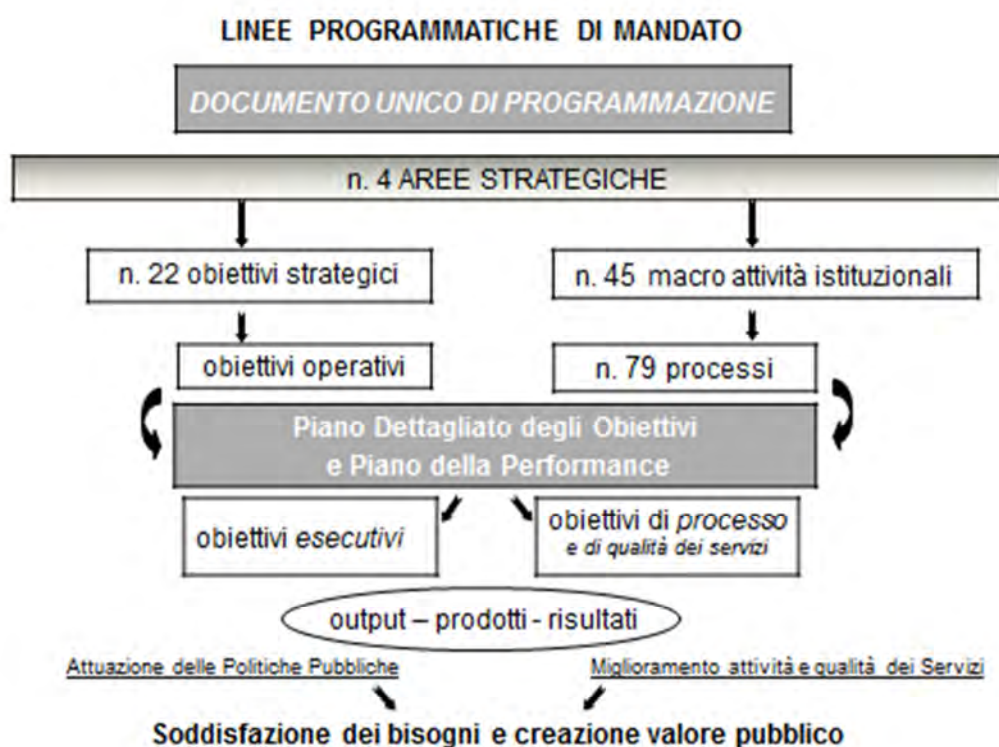 LINEE PROGRAMMATICHE DI MANDATO
DOCUMENTO UNICO DI PROGRAMMAZIONE
n. 4 AREE STRATEGICHE
n. 22 obiettivi strategici
n. 45 macro attività istituzionali
obiettivi operativi
n. 79 processi
Piano Dettagliato degli Obiettivi
e Piano della Performance
obiettivi esecutivi
obiettivi di processo
e di qualità dei servizi
output – prodotti - risultati
Attuazione delle Politiche Pubbliche
Miglioramento attività e qualità dei Servizi
Soddisfazione dei bisogni e creazione valore pubblico